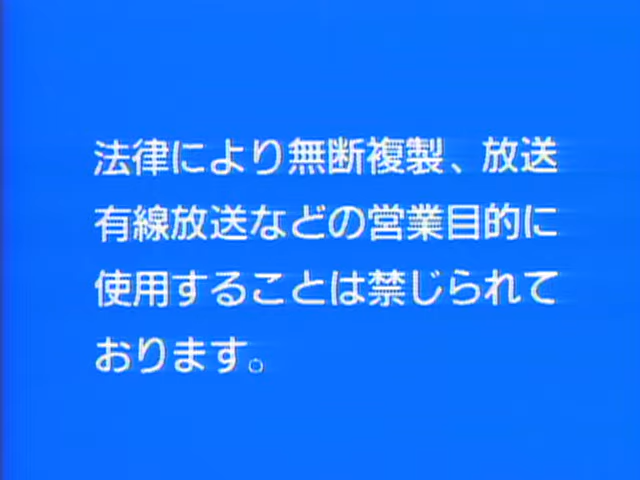 法律により無断複製、放送
有線放送などの営業目的に
使用することは禁じられて
おります。